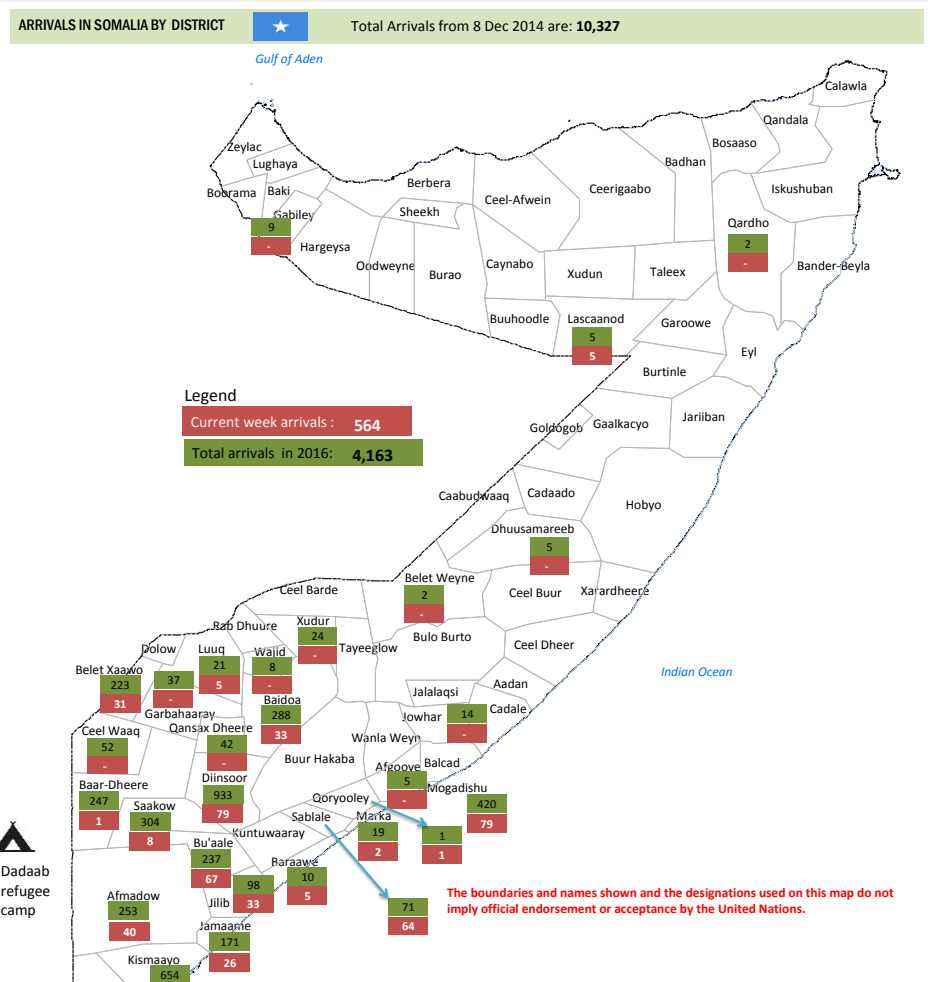 ARRIVALS IN SOMALIA BY DISTRICT
Total Arrivals from 8 Dec 2014 are: 10,327
Gulf of Aden
Calawla
Qandala
Bosaaso
Zeylac
Lughaya
Badhan
Iskushuban
Boorama
Baki
Berbera
Ceerigaabo
Ceel-Afwein
Gabiley
Sheekh
Qardho
9
-
2
-
Hargeysa
Oodweyne
Burao
Caynabo
Xudun
Taleex
Bander-Beyla
Buuhoodle
Lascaanod
5
5
Garoowe
Eyl
Burtinle
Legend
Current week arrivals : 564
Total arrivals in 2016: 4,163
Goldogob
Gaalkacyo
Jariiban
Caabudwaaq
Cadaado
Hobyo
Dhuusamareeb
5
-
Belet Weyne
2
-
Ceel Barde
Ceel Buur
Xarardheere
Rab Dhuure
Xudur
24
-
Tayeeglow
Bulo Burto
Ceel Dheer
Dolow
Luuq
21
5
Wajid
8
-
Indian Ocean
Belet Xaawo
223
31
37
-
Garbahaaray
Baidoa
288
33
Jalalaqsi
Aadan
Cadale
Jowhar
14
-
Ceel Waaq
52
-
Qansax Dheere
42
-
Wanla Weyn
Buur Hakaba
Afgooye
5
-
Balcad
Mogadishu
420
79
Baar-Dheere
247
1
Diinsoor
933
79
Qoryooley
1
1
Saakow
304
8
Sablale
71
64
Marka
19
2
Kuntuwaaray
Bu'aale
237
67
Baraawe
10
5
Dadaab
refugee
camp
98
33
Jilib
Afmadow
253
40
The boundaries and names shown and the designations used on this map do not
imply official endorsement or acceptance by the United Nations.
Jamaame
171
26
Kismaayo
654